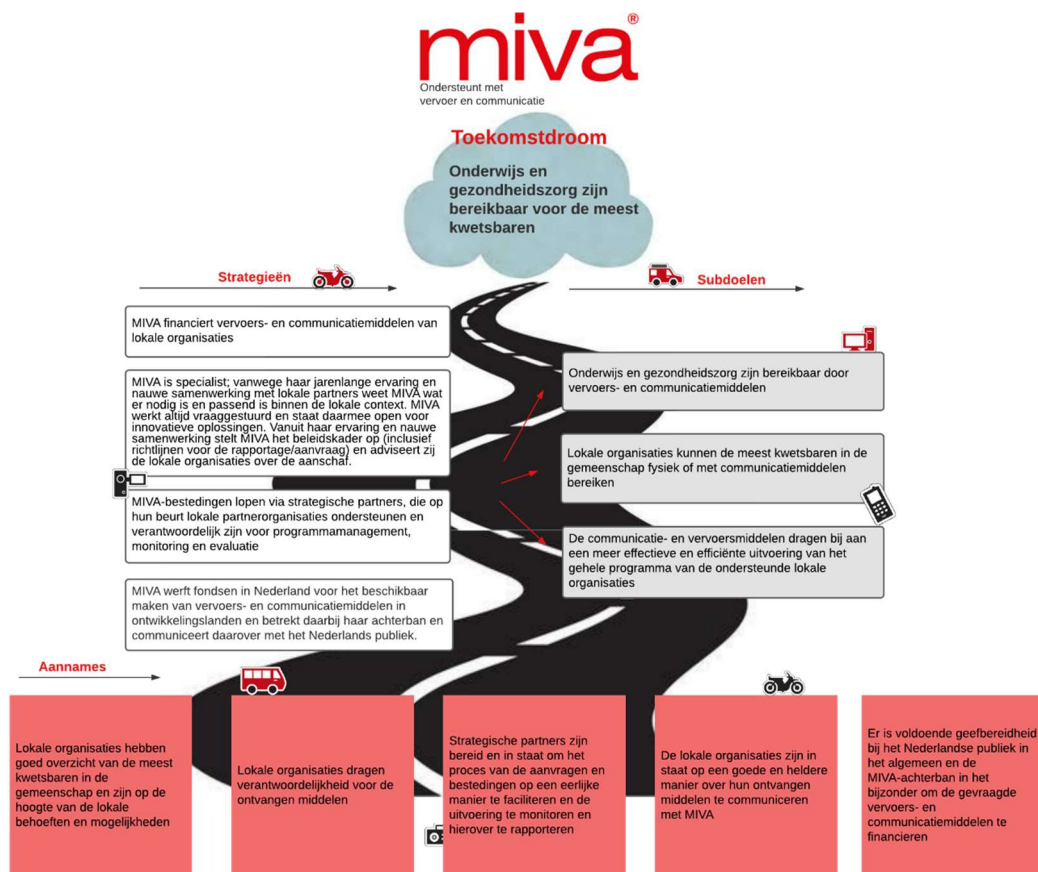 miva®
Ondersteunt met
vervoer en communicatie
Toekomstdroom
Onderwijs en
gezondheidszorg zijn
bereikbaar voor de meest
kwetsbaren
Strategieën
Subdoelen
MIVA financiert vervoers- en communicatiemiddelen van
lokale organisaties
MIVA is specialist; vanwege haar jarenlange ervaring en
nauwe samenwerking met lokale partners weet MIVA wat
er nodig is en passend is binnen de lokale context. MIVA
werkt altijd vraaggestuurd en staat daarmee open voor
innovatieve oplossingen. Vanuit haar ervaring en nauwe
samenwerking stelt MIVA het beleidskader op (inclusief
richtlijnen voor de rapportage/aanvraag) en adviseert zij
de lokale organisaties over de aanschaf.
MIVA-bestedingen lopen via strategische partners, die op
hun beurt lokale partnerorganisaties ondersteunen en
verantwoordelijk zijn voor programmamanagement,
monitoring en evaluatie
MIVA werft fondsen in Nederland voor het beschikbaar
maken van vervoers- en communicatiemiddelen in
ontwikkelingslanden en betrekt daarbij haar achterban en
communiceert daarover met het Nederlands publiek.
Onderwijs en gezondheidszorg zijn bereikbaar door
vervoers- en communicatiemiddelen
Lokale organisaties kunnen de meest kwetsbaren in de
gemeenschap fysiek of met communicatiemiddelen
bereiken
De communicatie- en vervoersmiddelen dragen bij aan
een meer effectieve en efficiënte uitvoering van het
gehele programma van de ondersteunde lokale
organisaties
Aannames
Lokale organisaties hebben
goed overzicht van de meest
kwetsbaren in de
gemeenschap en zijn op de
hoogte van de lokale
behoeften en mogelijkheden
Lokale organisaties dragen
verantwoordelijkheid voor de
ontvangen middelen
Strategische partners zijn
bereid en in staat om het
proces van de aanvragen en
bestedingen op een eerlijke
manier te faciliteren en de
uitvoering te monitoren en
hierover te rapporteren
De lokale organisaties zijn in
staat op een goede en heldere
manier over hun ontvangen
middelen te communiceren
met MIVA
Er is voldoende geefbereidheid
bij het Nederlandse publiek in
het algemeen en de
MIVA-achterban in het
bijzonder om de gevraagde
vervoers- en
communicatiemiddelen te
financieren